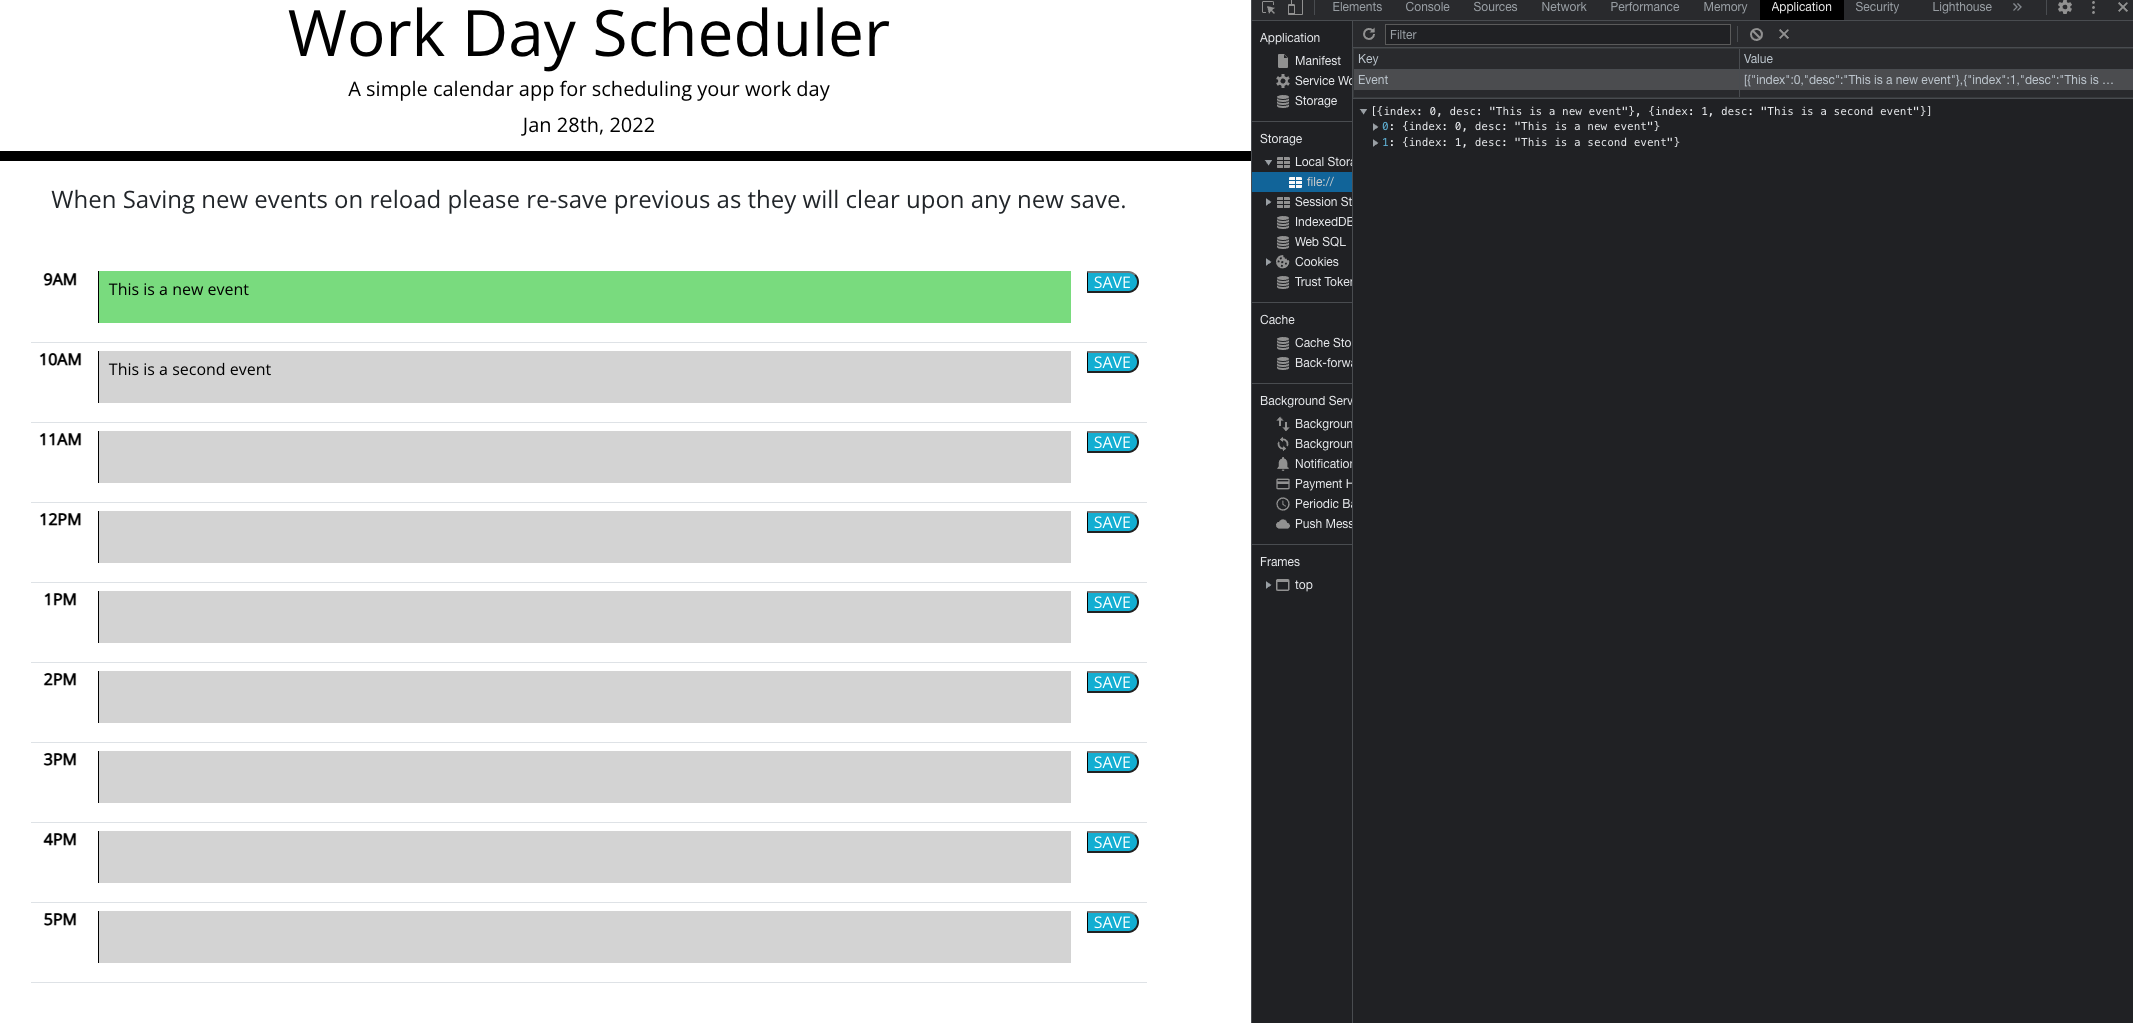 Work Day Scheduler
A simple calendar app for scheduling your work day
Jan 28th, 2022
When Saving new events on reload please re-save previous as they will clear upon any new save.
9AM This is a new event SAVE
10AM This is a second event SAVE
11AM SAVE
12PM SAVE
1PM SAVE
2PM SAVE
3PM SAVE
4PM SAVE
5PM SAVE
Elements Console Sources Network Performance Memory Application Security Lighthouse »
Application
Manifest
Service Wo
Storage
Storage
Local Stora
file://
Session St
IndexedDB
Web SQL
Cookies
Trust Token
Cache
Cache Sto
Back-forwa
Background Serv
Backgroun
Backgroun
Notification
Payment H
Periodic Ba
Push Mess
Frames
top
Filter
Key Value
Event [{"index":0,"desc":"This is a new event"},{"index":1,"desc":"This is …
[{index: 0, desc: "This is a new event"}, {index: 1, desc: "This is a second event"}]
0: {index: 0, desc: "This is a new event"}
1: {index: 1, desc: "This is a second event"}